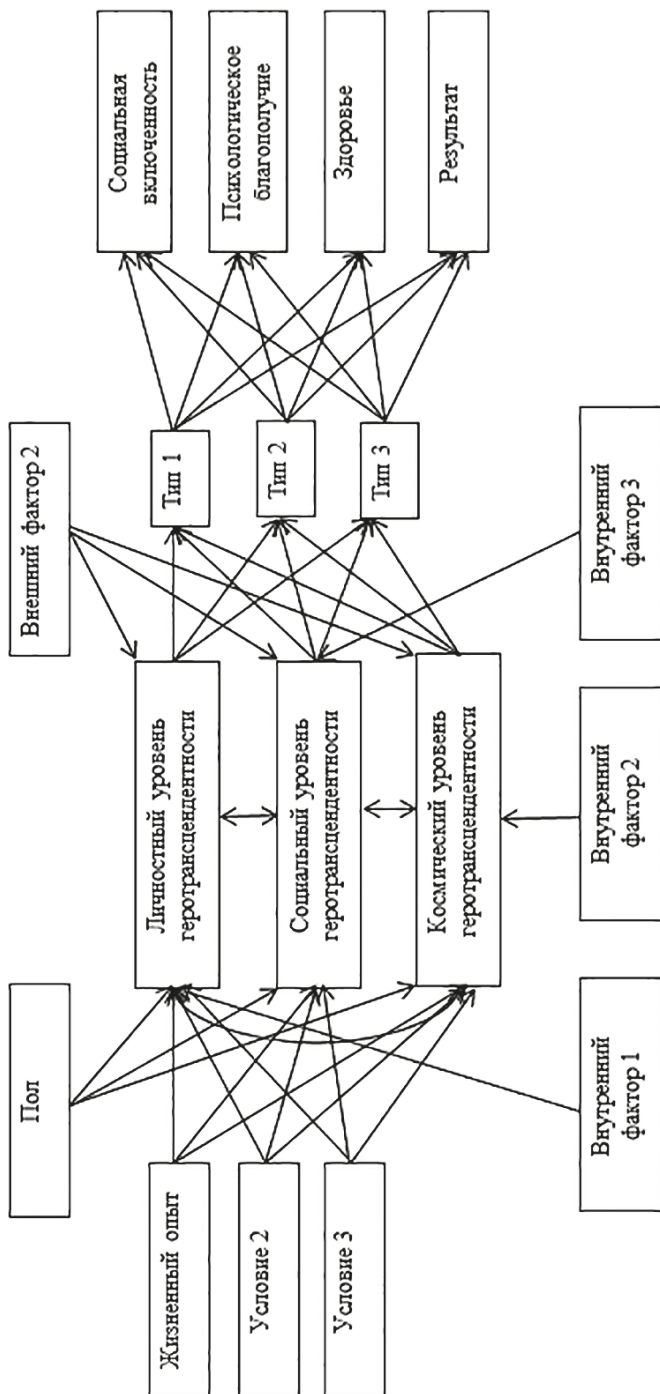 Пол
Внешний фактор 2
Жизненный опыт
Условие 2
Условие 3
Личностный уровень
геротрансцендентности
Социальный уровень
геротрансцендентности
Космический уровень
геротрансцендентности
Тип 1
Тип 2
Тип 3
Социальная
включенность
Психологическое
благополучие
Здоровье
Результат
Внутренний
фактор 1
Внутренний
фактор 2
Внутренний
фактор 3